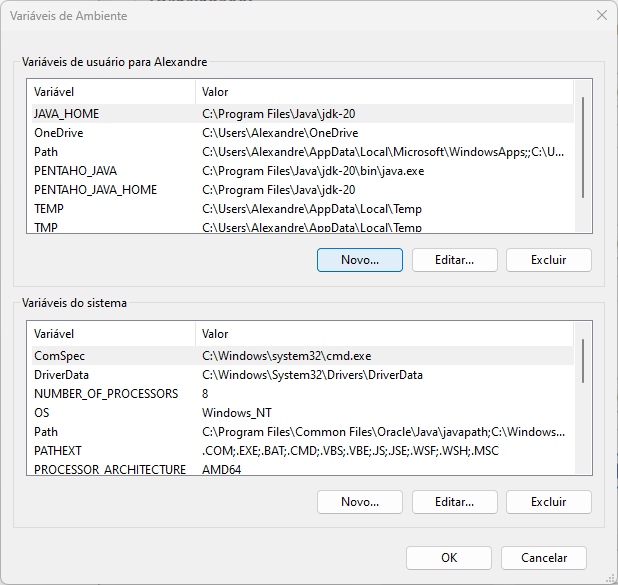 Variáveis de Ambiente
Variáveis de usuário para Alexandre
Variável Valor
JAVA_HOME C:\Program Files\Java\jdk-20
OneDrive C:\Users\Alexandre\OneDrive
Path C:\Users\Alexandre\AppData\Local\Microsoft\WindowsApps;;C:\U...
PENTAHO_JAVA C:\Program Files\Java\jdk-20\bin\java.exe
PENTAHO_JAVA_HOME C:\Program Files\Java\jdk-20
TEMP C:\Users\Alexandre\AppData\Local\Temp
TMP C:\Users\Alexandre\AppData\Local\Temp
Novo... Editar... Excluir
Variáveis do sistema
Variável Valor
ComSpec C:\Windows\system32\cmd.exe
DriverData C:\Windows\System32\Drivers\DriverData
NUMBER_OF_PROCESSORS 8
OS Windows_NT
Path C:\Program Files\Common Files\Oracle\Java\javapath;C:\Windows...
PATHEXT .COM;.EXE;.BAT;.CMD;.VBS;.VBE;.JS;.JSE;.WSF;.WSH;.MSC
PROCESSOR_ARCHITECTURE AMD64
Novo... Editar... Excluir
OK Cancelar